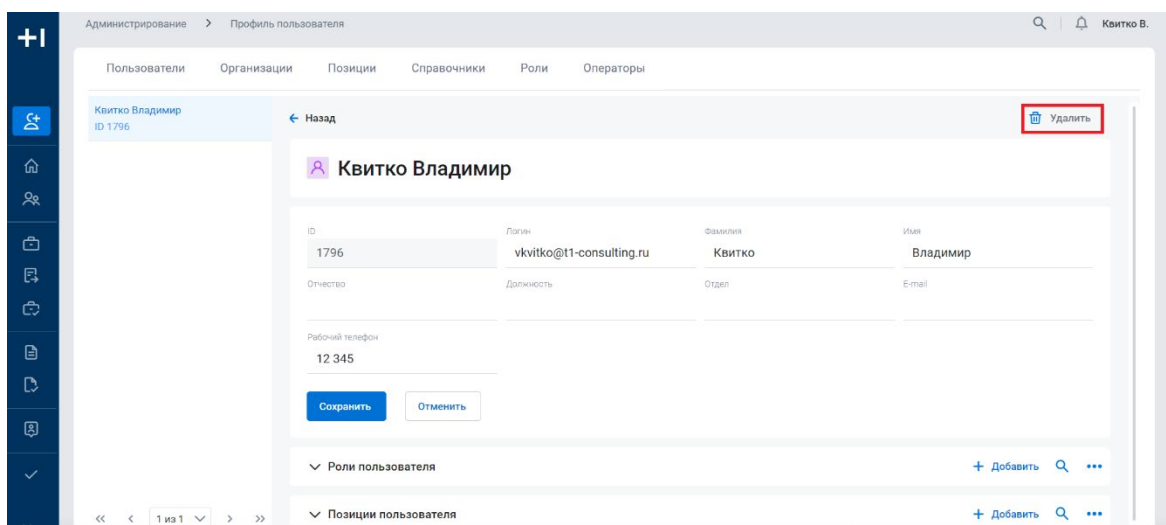 Администрирование > Профиль пользователя
Квитко В.
Пользователи Организации Позиции Справочники Роли Операторы
Квитко Владимир
ID 1796
Назад
Удалить
Квитко Владимир
ID Логин Фамилия Имя
1796 vkvitko@t1-consulting.ru Квитко Владимир
Отчество Должность Отдел E-mail
Рабочий телефон
12 345
Сохранить Отменить
Роли пользователя + Добавить
Позиции пользователя + Добавить
<< < 1 из 1 > >>